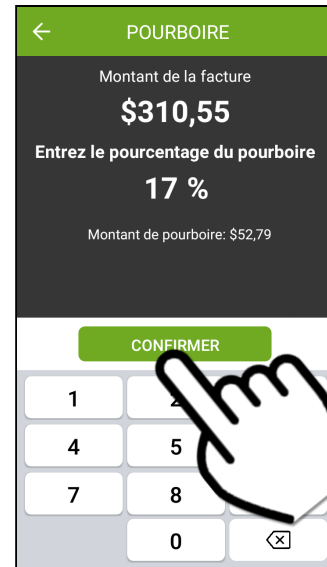 POURBOIRE
Montant de la facture
$310,55
Entrez le pourcentage du pourboire
17 %
Montant de pourboire: $52,79
CONFIRMER
1
4 5
7 8
0